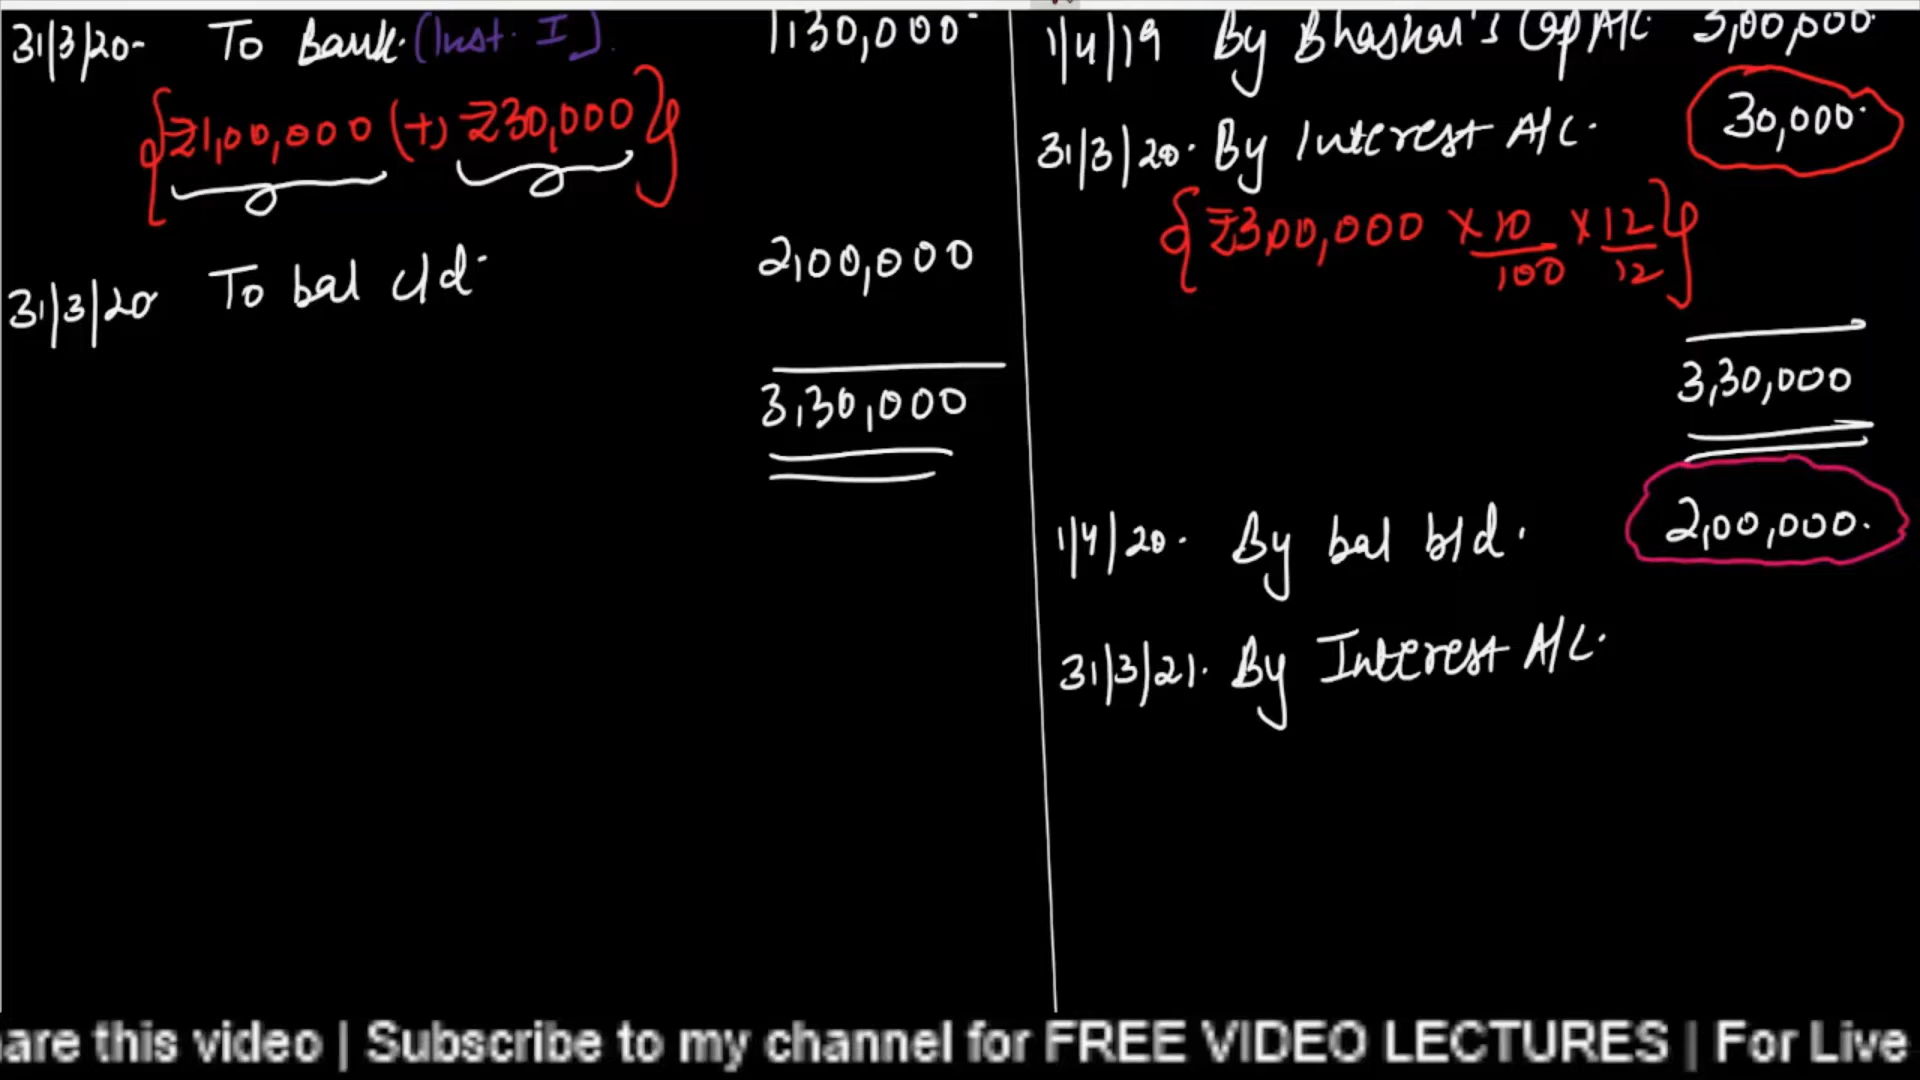 31/3/20- To Bank (Inst. I) 1,30,000
{₹1,00,000 (+) ₹30,000}
31/3/20 To bal c/d 2,00,000
3,30,000
1/4/19 By Bhaskar's Cap A/c 3,00,000
31/3/20. By Interest A/c. 30,000
{₹300,000 × 10/100 × 12/12}
3,30,000
1/4/20. By bal b/d. 2,00,000.
31/3/21. By Interest A/c.
are this video | Subscribe to my channel for FREE VIDEO LECTURES | For Live